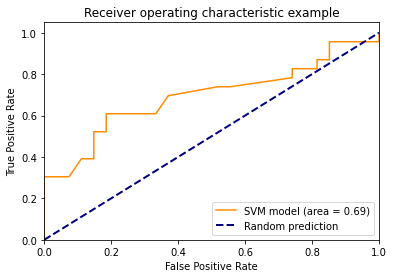 Receiver operating characteristic example
True Positive Rate
1.0
0.8
0.6
0.4
0.2
0.0
SVM model (area = 0.69)
Random prediction
0.0 0.2 0.4 0.6 0.8 1.0
False Positive Rate